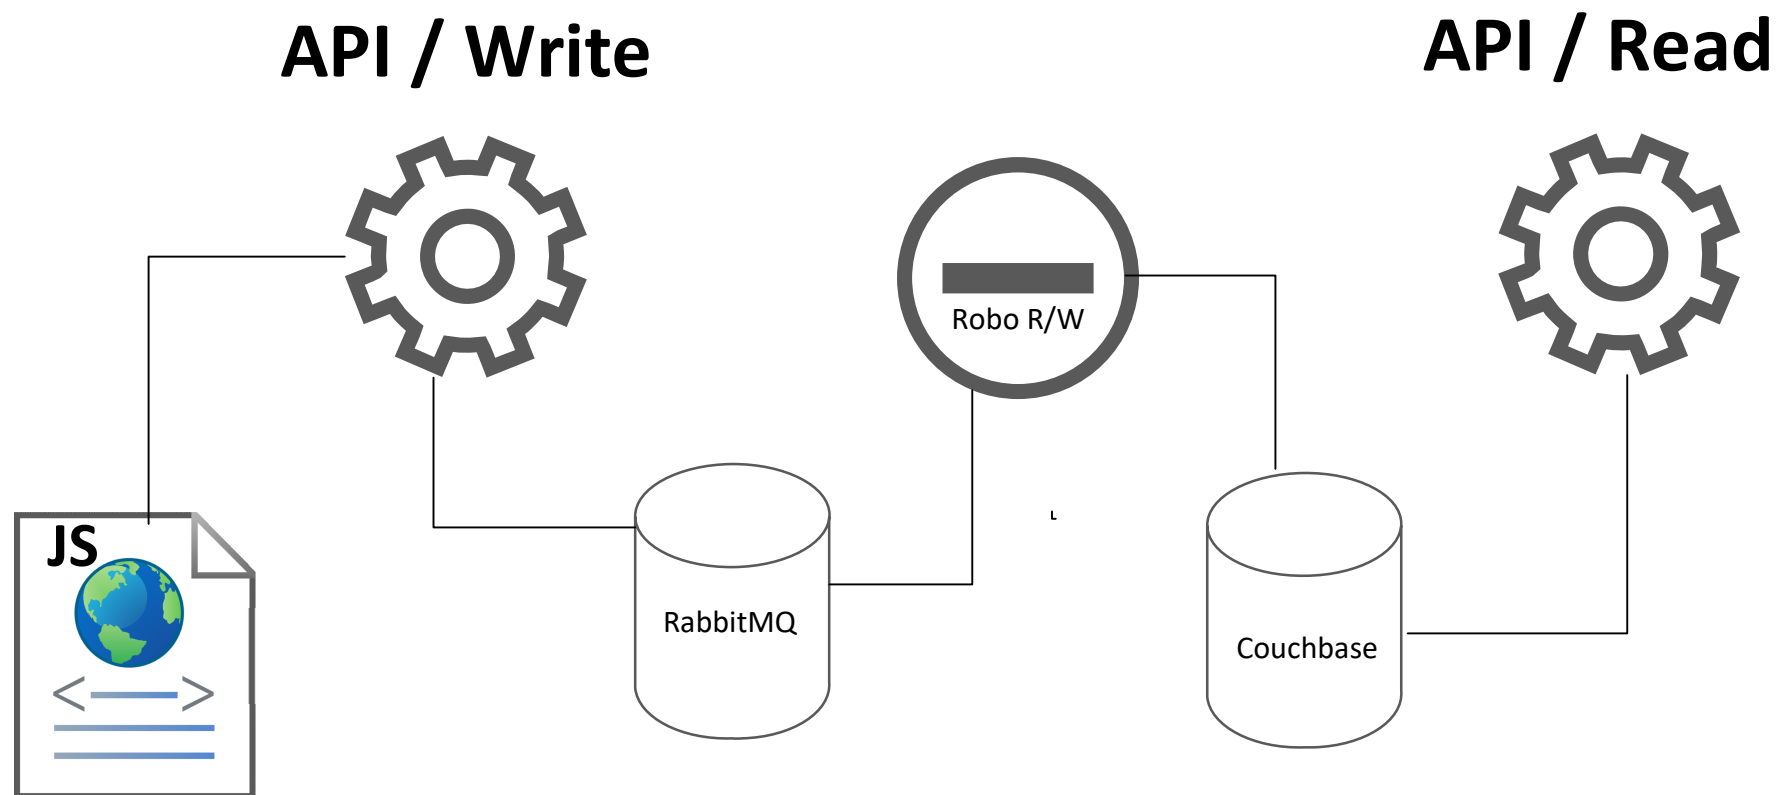 API / Write
API / Read
Robo R/W
JS
RabbitMQ
Couchbase